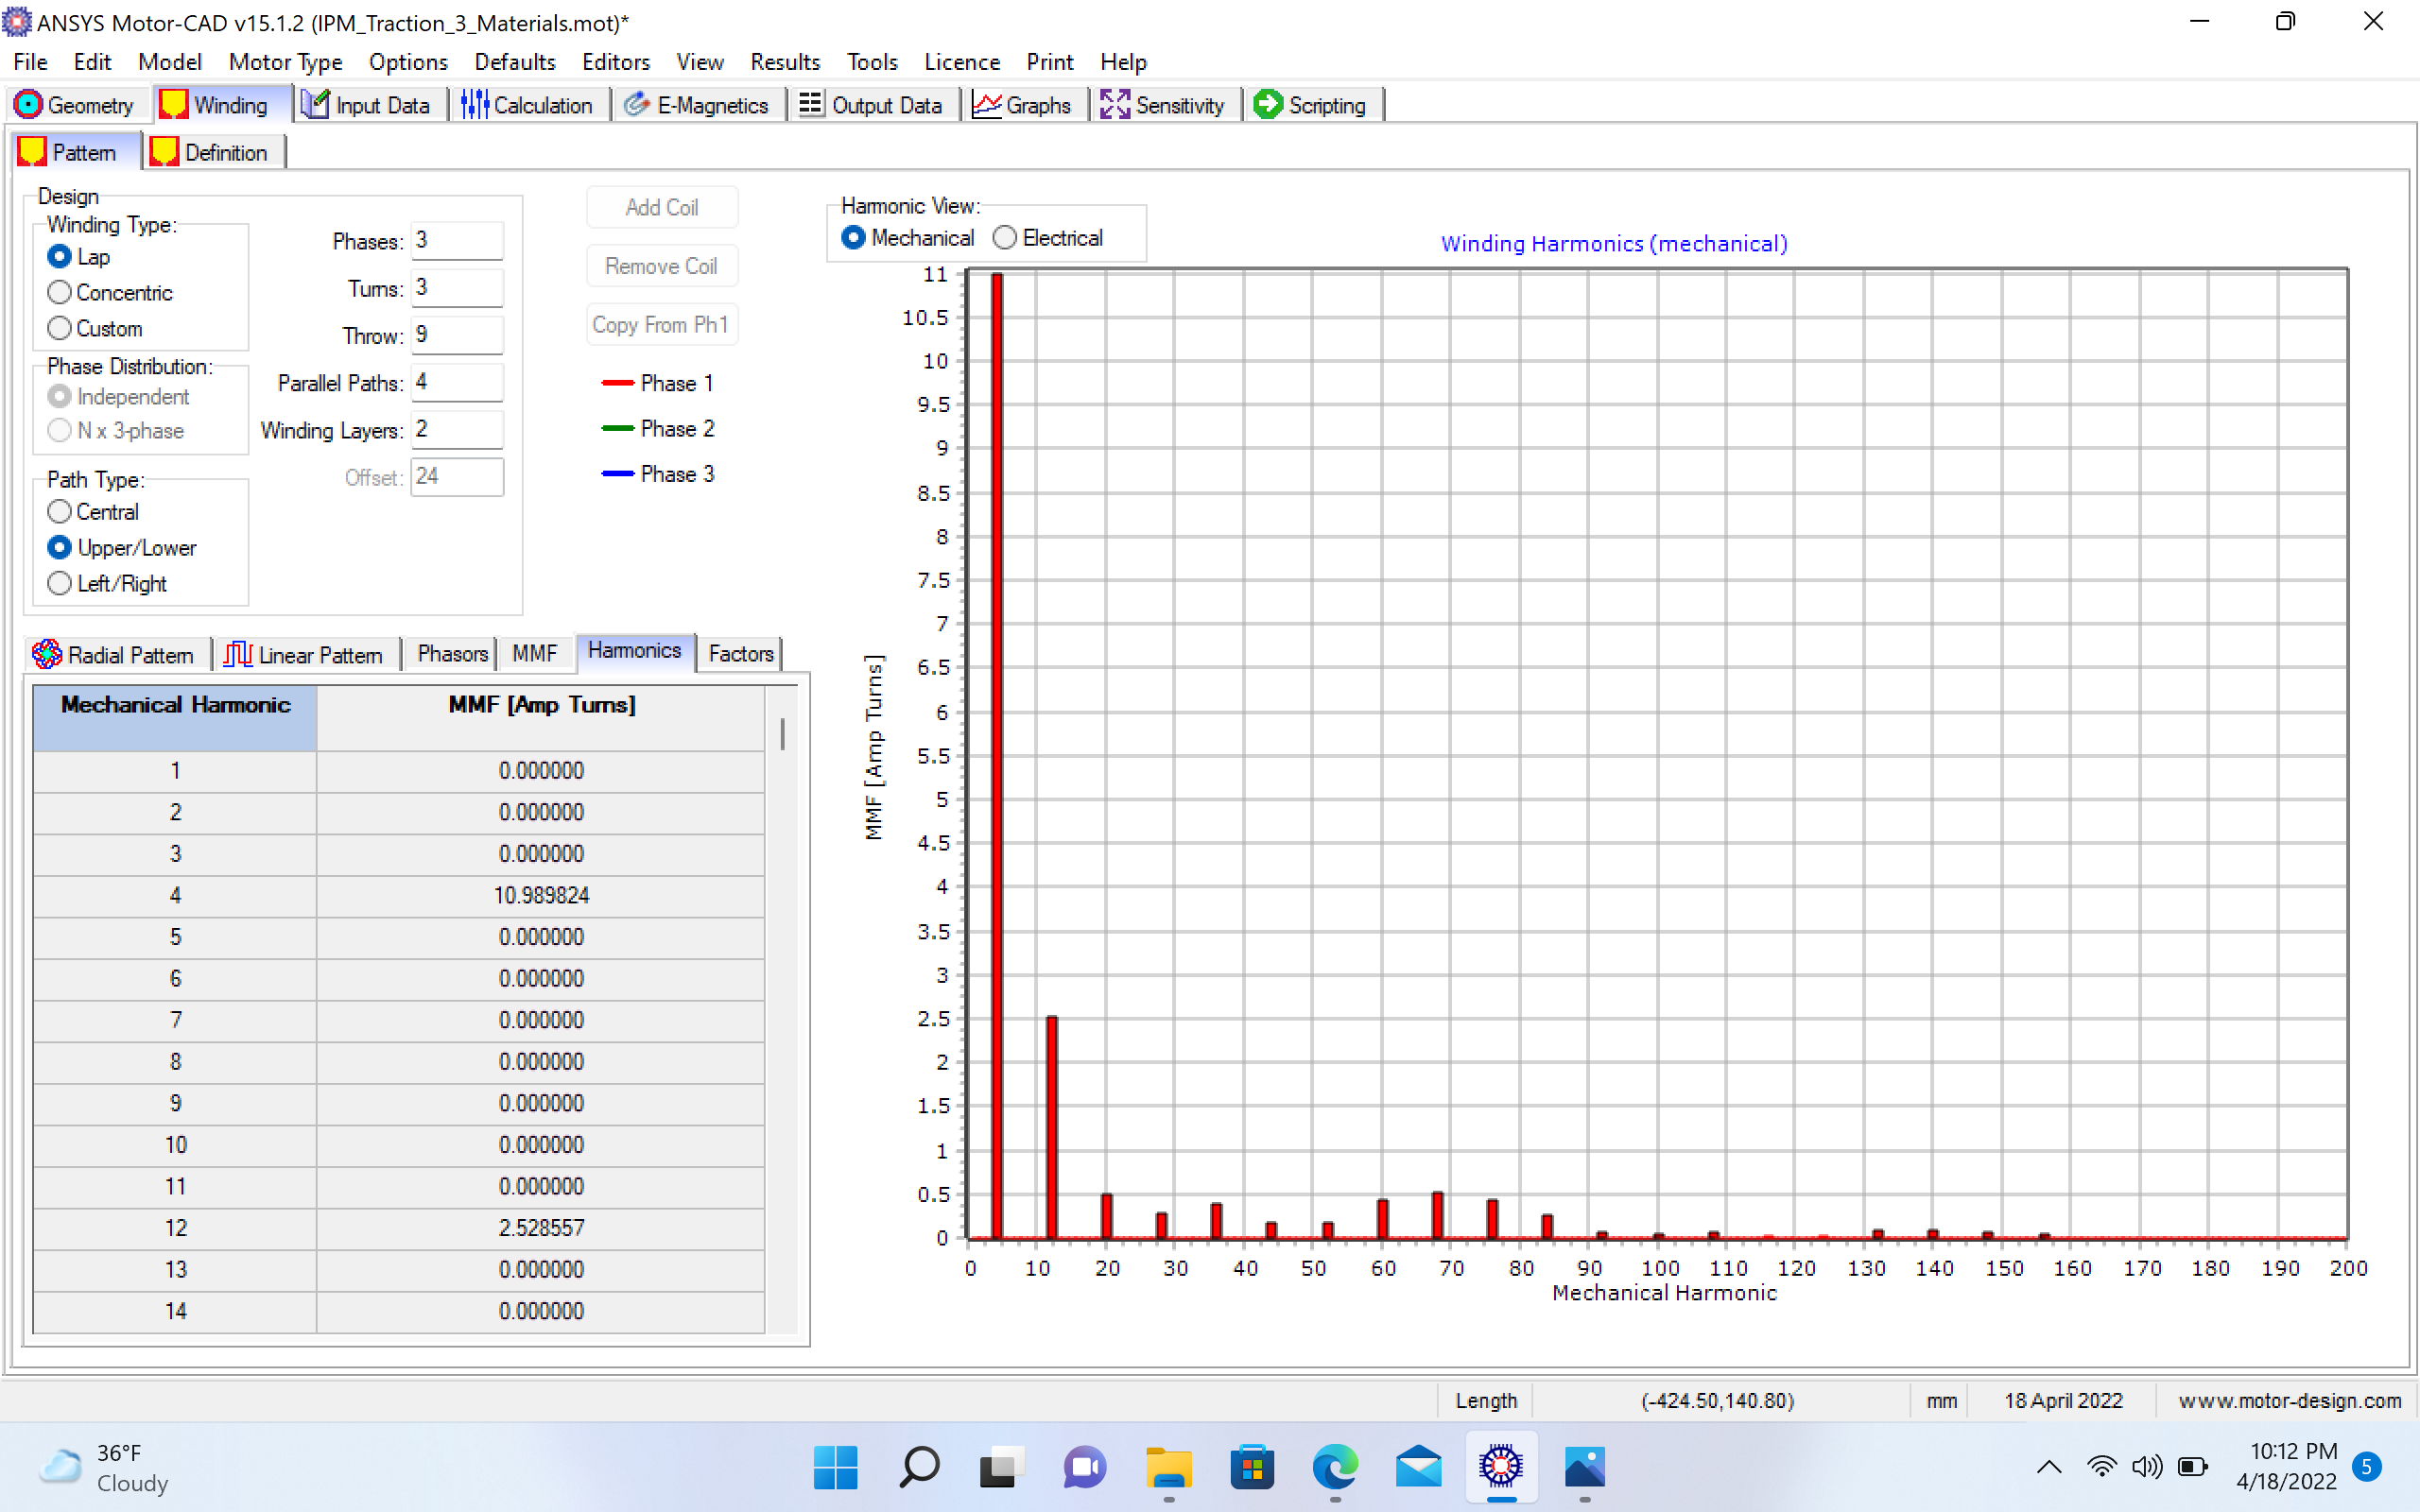 ANSYS Motor-CAD v15.1.2 (IPM_Traction_3_Materials.mot)*
File Edit Model Motor Type Options Defaults Editors View Results Tools Licence Print Help
Geometry Winding Input Data Calculation E-Magnetics Output Data Graphs Sensitivity Scripting
Pattern Definition
Design
Winding Type:
Lap
Concentric
Custom
Phase Distribution:
Independent
N x 3-phase
Path Type:
Central
Upper/Lower
Left/Right
Phases: 3
Turns: 3
Throw: 9
Parallel Paths: 4
Winding Layers: 2
Offset: 24
Add Coil
Remove Coil
Copy From Ph1
Phase 1
Phase 2
Phase 3
Radial Pattern Linear Pattern Phasors MMF Harmonics Factors
Mechanical Harmonic MMF [Amp Turns]
1 0.000000
2 0.000000
3 0.000000
4 10.989824
5 0.000000
6 0.000000
7 0.000000
8 0.000000
9 0.000000
10 0.000000
11 0.000000
12 2.528557
13 0.000000
14 0.000000
Harmonic View:
Mechanical Electrical
Winding Harmonics (mechanical)
MMF [Amp Turns]
11
10.5
10
9.5
9
8.5
8
7.5
7
6.5
6
5.5
5
4.5
4
3.5
3
2.5
2
1.5
1
0.5
0
0 10 20 30 40 50 60 70 80 90 100 110 120 130 140 150 160 170 180 190 200
Mechanical Harmonic
Length (-424.50,140.80) mm 18 April 2022 www.motor-design.com
36°F
Cloudy
10:12 PM
4/18/2022
5